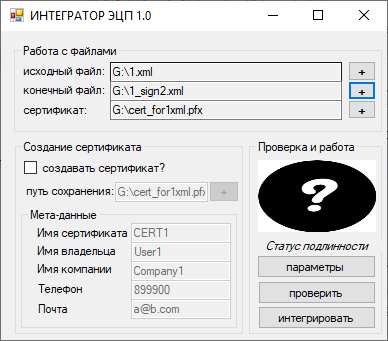 ИНТЕГРАТОР ЭЦП 1.0
Работа с файлами
исходный файл: G:\1.xml +
конечный файл: G:\1_sign2.xml +
сертификат: G:\cert_for1xml.pfx +
Создание сертификата
создавать сертификат?
путь сохранения: G:\cert_for1xml.pfx +
Мета-данные
Имя сертификата CERT1
Имя владельца User1
Имя компании Company1
Телефон 899900
Почта a@b.com
Проверка и работа
?
Статус подлинности
параметры
проверить
интегрировать